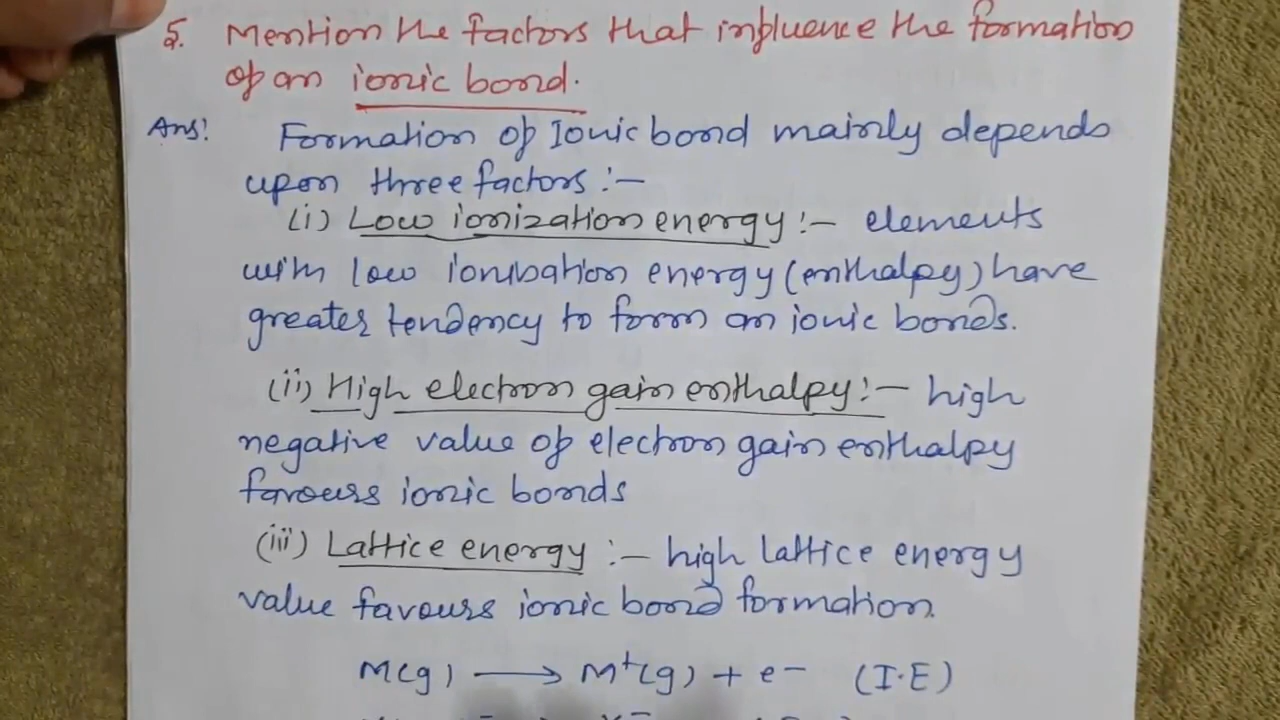 5. Mention the factors that influence the formation
of an ionic bond.
Ans: Formation of Ionic bond mainly depends
upon three factors :-
(i) Low ionization energy :- elements
with low ionisation energy (enthalpy) have
greater tendency to form an ionic bonds.
(ii) High electron gain enthalpy :- high
negative value of electron gain enthalpy
favours ionic bonds
(iii) Lattice energy :- high lattice energy
value favours ionic bond formation.
M(g) ⟶ M⁺(g) + e⁻ (I.E)